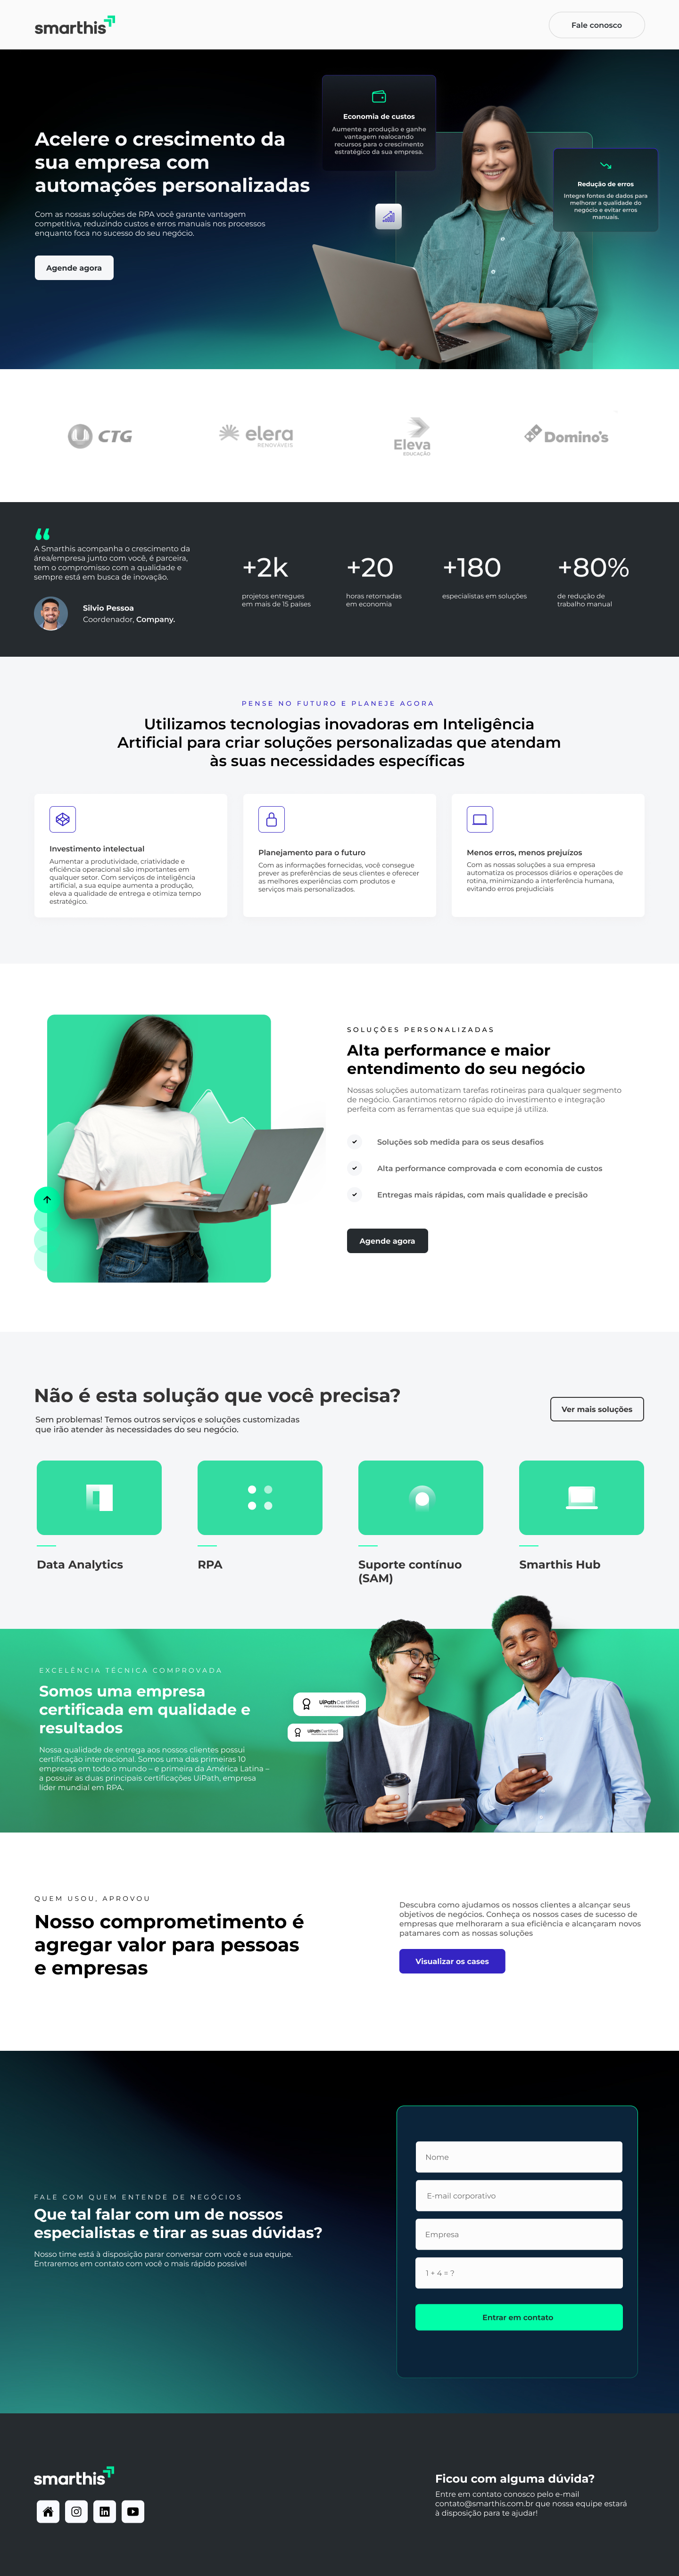 smarthis
Fale conosco
Acelere o crescimento da
sua empresa com
automações personalizadas
Com as nossas soluções de RPA você garante vantagem
competitiva, reduzindo custos e erros manuais nos processos
enquanto foca no sucesso do seu negócio.
Agende agora
Economia de custos
Aumente a produção e ganhe
vantagem realocando
recursos para o crescimento
estratégico da sua empresa.
Redução de erros
Integre fontes de dados para
melhorar a qualidade do
negócio e evitar erros
manuais.
CTG
elera
RENOVÁVEIS
Eleva
EDUCAÇÃO
Domino's
A Smarthis acompanha o crescimento da
área/empresa junto com você, é parceira,
tem o compromisso com a qualidade e
sempre está em busca de inovação.
Silvio Pessoa
Coordenador, Company.
+2k
projetos entregues
em mais de 15 países
+20
horas retornadas
em economia
+180
especialistas em soluções
+80%
de redução de
trabalho manual
PENSE NO FUTURO E PLANEJE AGORA
Utilizamos tecnologias inovadoras em Inteligência
Artificial para criar soluções personalizadas que atendam
às suas necessidades específicas
Investimento intelectual
Aumentar a produtividade, criatividade e
eficiência operacional são importantes em
qualquer setor. Com serviços de inteligência
artificial, a sua equipe aumenta a produção,
eleva a qualidade de entrega e otimiza tempo
estratégico.
Planejamento para o futuro
Com as informações fornecidas, você consegue
prever as preferências de seus clientes e oferecer
as melhores experiências com produtos e
serviços mais personalizados.
Menos erros, menos prejuízos
Com as nossas soluções a sua empresa
automatiza os processos diários e operações de
rotina, minimizando a interferência humana,
evitando erros prejudiciais
SOLUÇÕES PERSONALIZADAS
Alta performance e maior
entendimento do seu negócio
Nossas soluções automatizam tarefas rotineiras para qualquer segmento
de negócio. Garantimos retorno rápido do investimento e integração
perfeita com as ferramentas que sua equipe já utiliza.
Soluções sob medida para os seus desafios
Alta performance comprovada e com economia de custos
Entregas mais rápidas, com mais qualidade e precisão
Agende agora
Não é esta solução que você precisa?
Sem problemas! Temos outros serviços e soluções customizadas
que irão atender às necessidades do seu negócio.
Ver mais soluções
Data Analytics
RPA
Suporte contínuo
(SAM)
Smarthis Hub
EXCELÊNCIA TÉCNICA COMPROVADA
Somos uma empresa
certificada em qualidade e
resultados
Nossa qualidade de entrega aos nossos clientes possui
certificação internacional. Somos uma das primeiras 10
empresas em todo o mundo – e primeira da América Latina –
a possuir as duas principais certificações UiPath, empresa
líder mundial em RPA.
UiPath Certified
PROFESSIONAL SERVICES
UiPath Certified
PROFESSIONAL SERVICES
QUEM USOU, APROVOU
Nosso comprometimento é
agregar valor para pessoas
e empresas
Descubra como ajudamos os nossos clientes a alcançar seus
objetivos de negócios. Conheça os nossos cases de sucesso de
empresas que melhoraram a sua eficiência e alcançaram novos
patamares com as nossas soluções
Visualizar os cases
FALE COM QUEM ENTENDE DE NEGÓCIOS
Que tal falar com um de nossos
especialistas e tirar as suas dúvidas?
Nosso time está à disposição parar conversar com você e sua equipe.
Entraremos em contato com você o mais rápido possível
Nome
E-mail corporativo
Empresa
1 + 4 = ?
Entrar em contato
smarthis
Ficou com alguma dúvida?
Entre em contato conosco pelo e-mail
contato@smarthis.com.br que nossa equipe estará
à disposição para te ajudar!